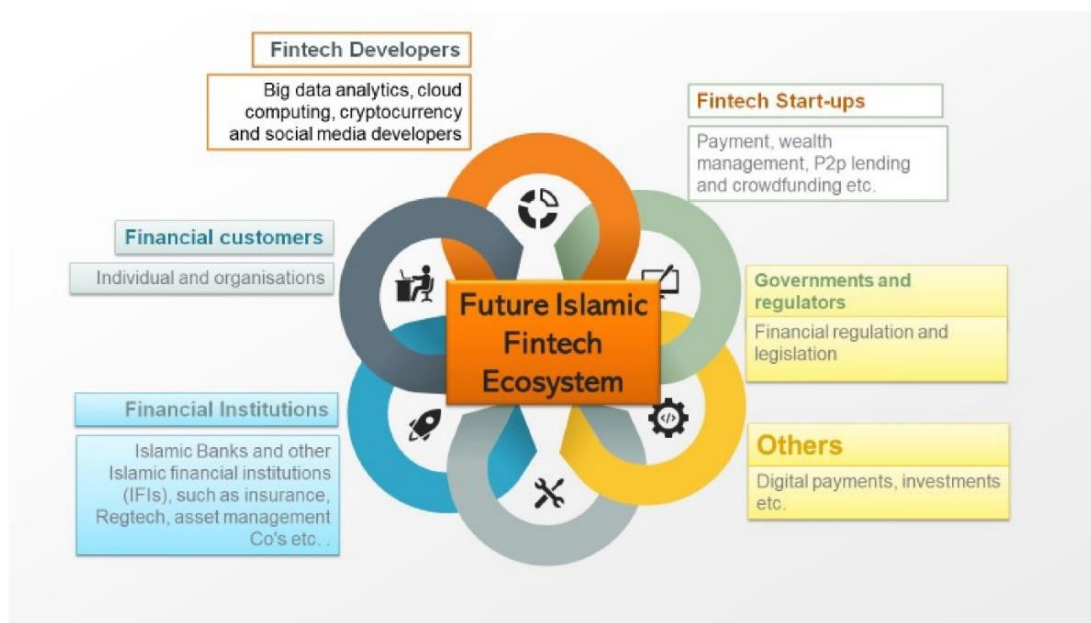 Fintech Developers
Big data analytics, cloud
computing, cryptocurrency
and social media developers
Fintech Start-ups
Payment, wealth
management, P2p lending
and crowdfunding etc.
Financial customers
Individual and organisations
Future Islamic
Fintech
Ecosystem
Governments and
regulators
Financial regulation and
legislation
Financial Institutions
Islamic Banks and other
Islamic financial institutions
(IFIs), such as insurance,
Regtech, asset management
Co's etc. .
Others
Digital payments, investments
etc.